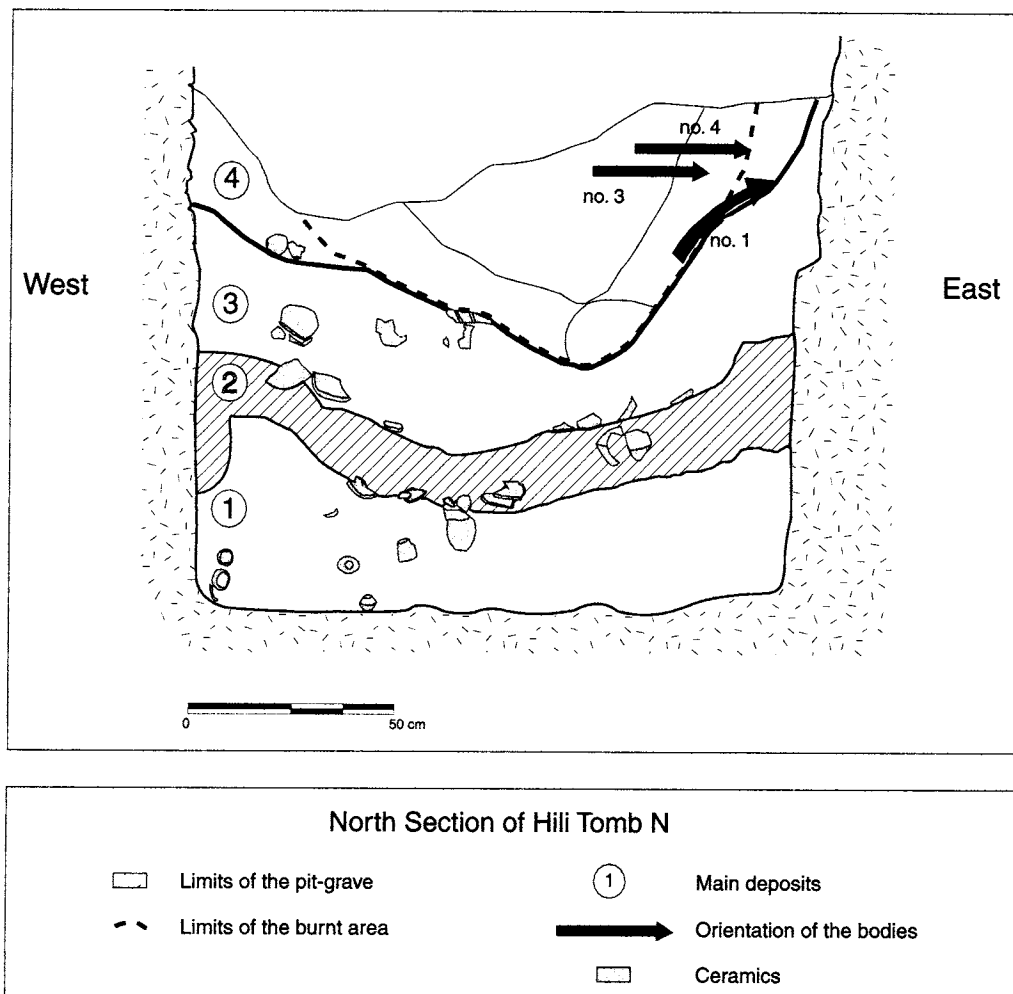 no. 4
4
no. 3
no. 1
West
East
3
2
1
0 50 cm
North Section of Hili Tomb N
Limits of the pit-grave
1 Main deposits
Limits of the burnt area
Orientation of the bodies
Ceramics